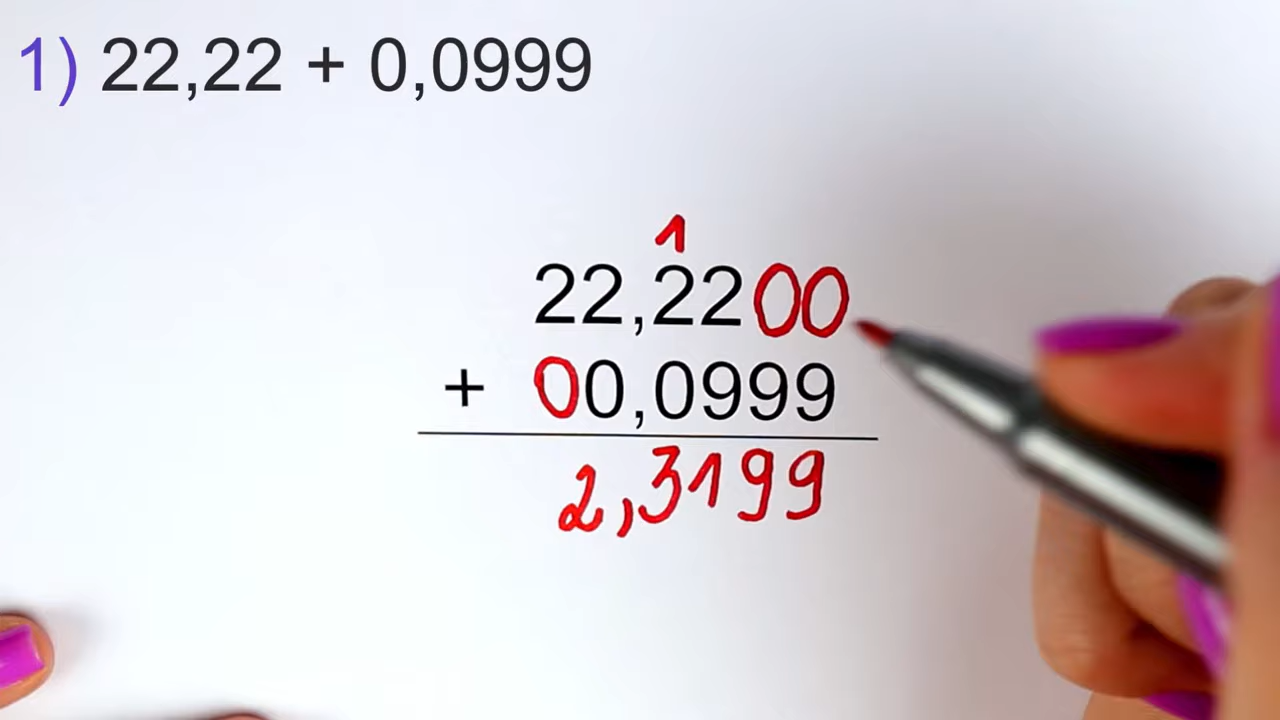 1) 22,22 + 0,0999
1
22,2200
+ 00,0999
2,3199